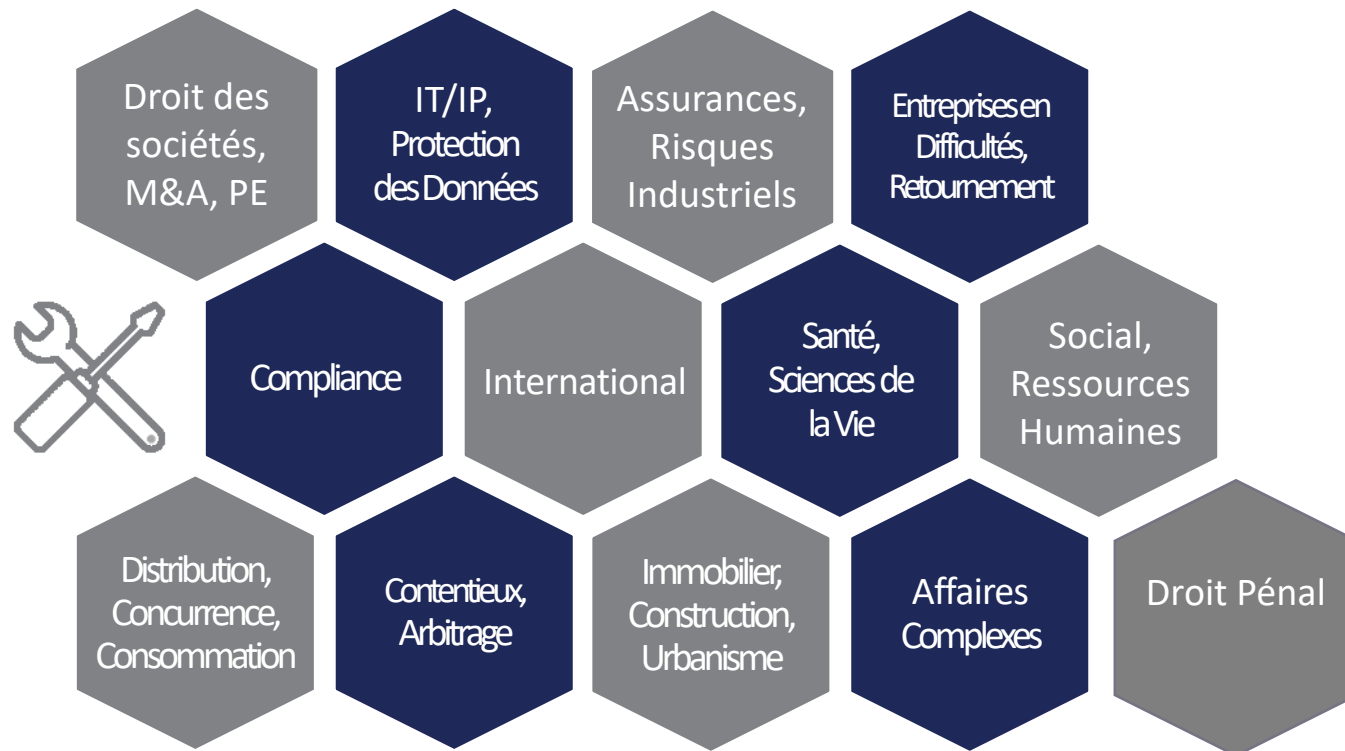 Droit des
sociétés,
M&A, PE
IT/IP,
Protection
des Données
Assurances,
Risques
Industriels
Entreprises en
Difficultés,
Retournement
Compliance
International
Santé,
Sciences de
la Vie
Social,
Ressources
Humaines
Distribution,
Concurrence,
Consommation
Contentieux,
Arbitrage
Immobilier,
Construction,
Urbanisme
Affaires
Complexes
Droit Pénal